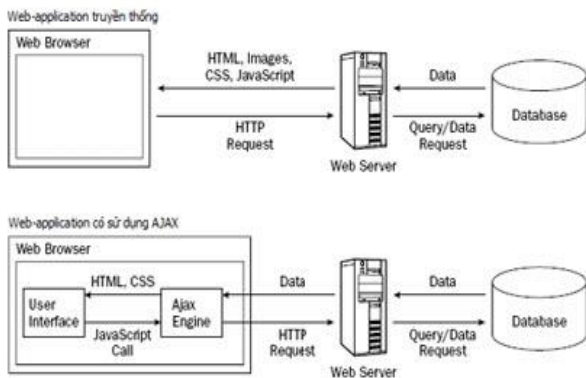 Web-application truyền thống
Web Browser
HTML, Images,
CSS, JavaScript
HTTP
Request
Web Server
Data
Query/Data
Request
Database
Web-application có sử dụng AJAX
Web Browser
User
Interface
HTML, CSS
JavaScript
Call
Ajax
Engine
Data
HTTP
Request
Web Server
Data
Query/Data
Request
Database